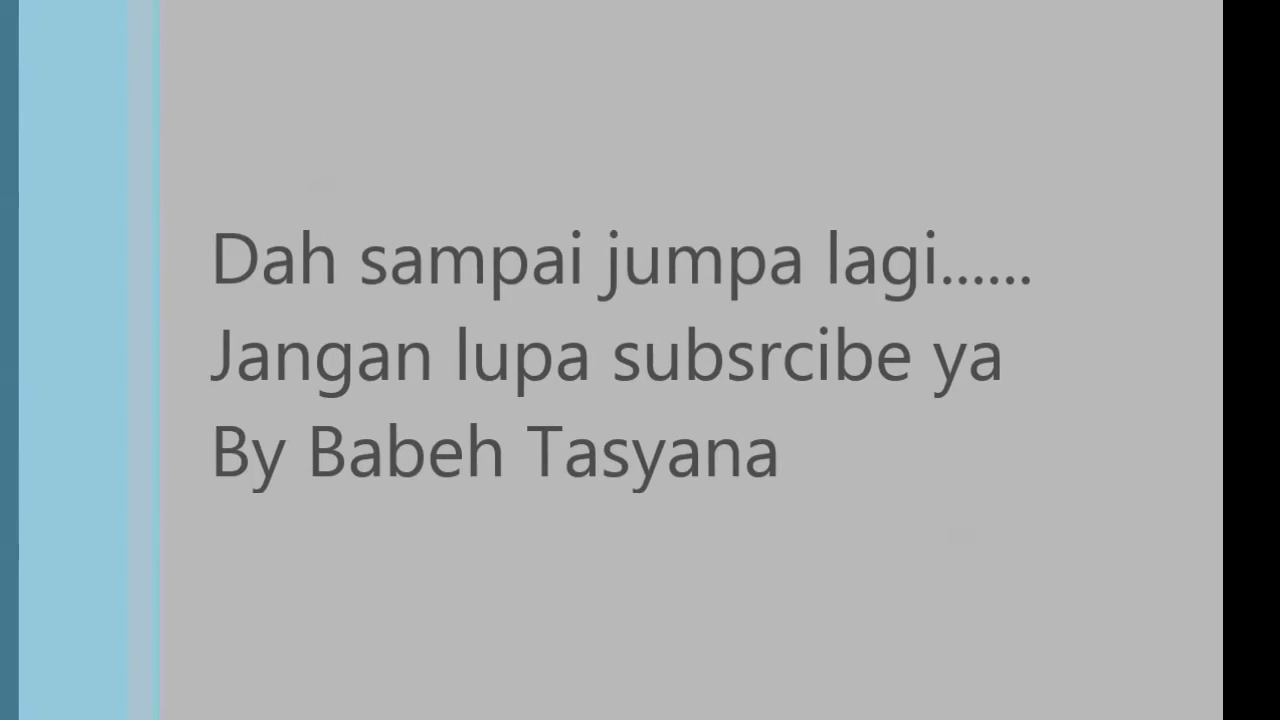 Dah sampai jumpa lagi......
Jangan lupa subsrcibe ya
By Babeh Tasyana